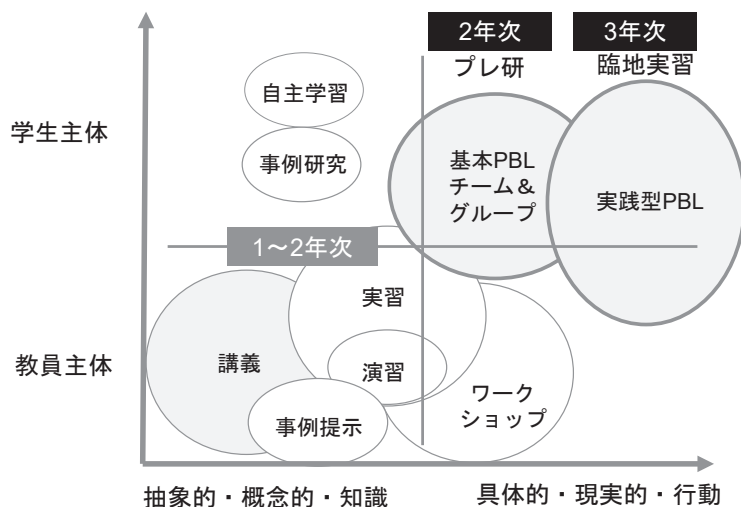 2年次
3年次
プレ研
臨地実習
自主学習
学生主体
事例研究
基本PBL
チーム＆
グループ
実践型PBL
1～2年次
実習
教員主体
講義
演習
ワーク
ショップ
事例提示
抽象的・概念的・知識
具体的・現実的・行動